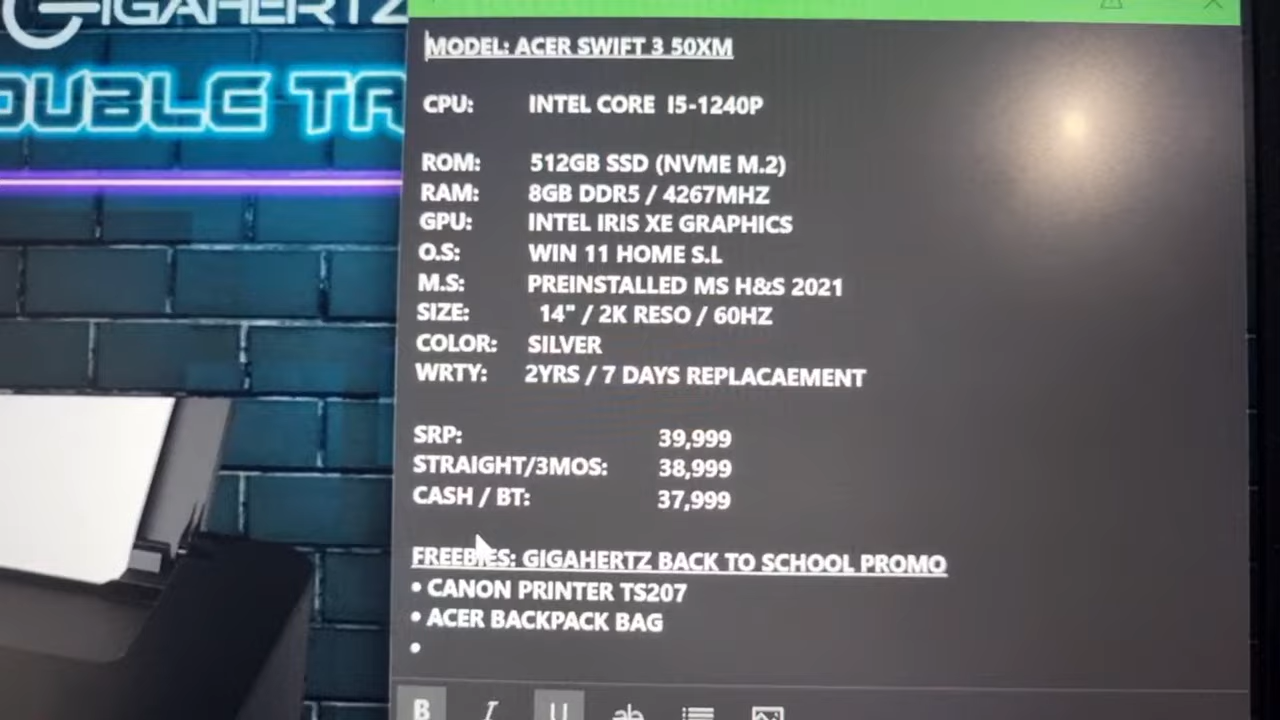 GIGAHERTZ
MODEL: ACER SWIFT 3 50XM
CPU: INTEL CORE I5-1240P
ROM: 512GB SSD (NVME M.2)
RAM: 8GB DDR5 / 4267MHZ
GPU: INTEL IRIS XE GRAPHICS
O.S: WIN 11 HOME S.L
M.S: PREINSTALLED MS H&S 2021
SIZE: 14" / 2K RESO / 60HZ
COLOR: SILVER
WRTY: 2YRS / 7 DAYS REPLACAEMENT
SRP: 39,999
STRAIGHT/3MOS: 38,999
CASH / BT: 37,999
FREEBIES: GIGAHERTZ BACK TO SCHOOL PROMO
• CANON PRINTER TS207
• ACER BACKPACK BAG
•
B I U ab